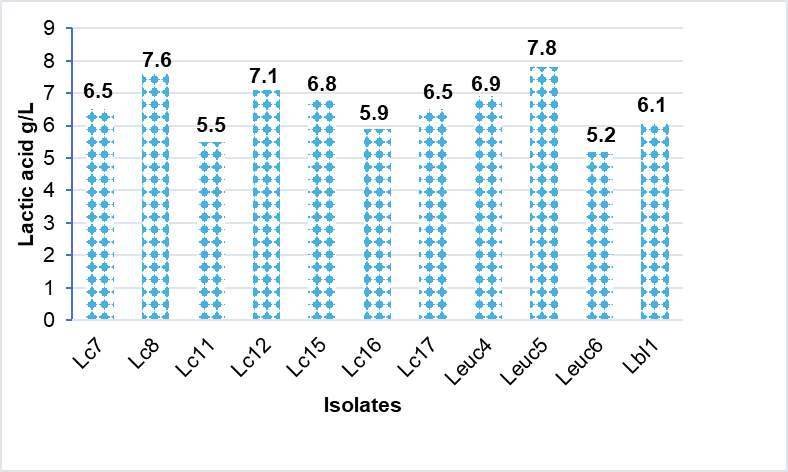 Lactic acid g/L
9
8
7
6
5
4
3
2
1
0
6.5
7.6
5.5
7.1
6.8
5.9
6.5
6.9
7.8
5.2
6.1
Lc7
Lc8
Lc11
Lc12
Lc15
Lc16
Lc17
Leuc4
Leuc5
Leuc6
Lbl1
Isolates